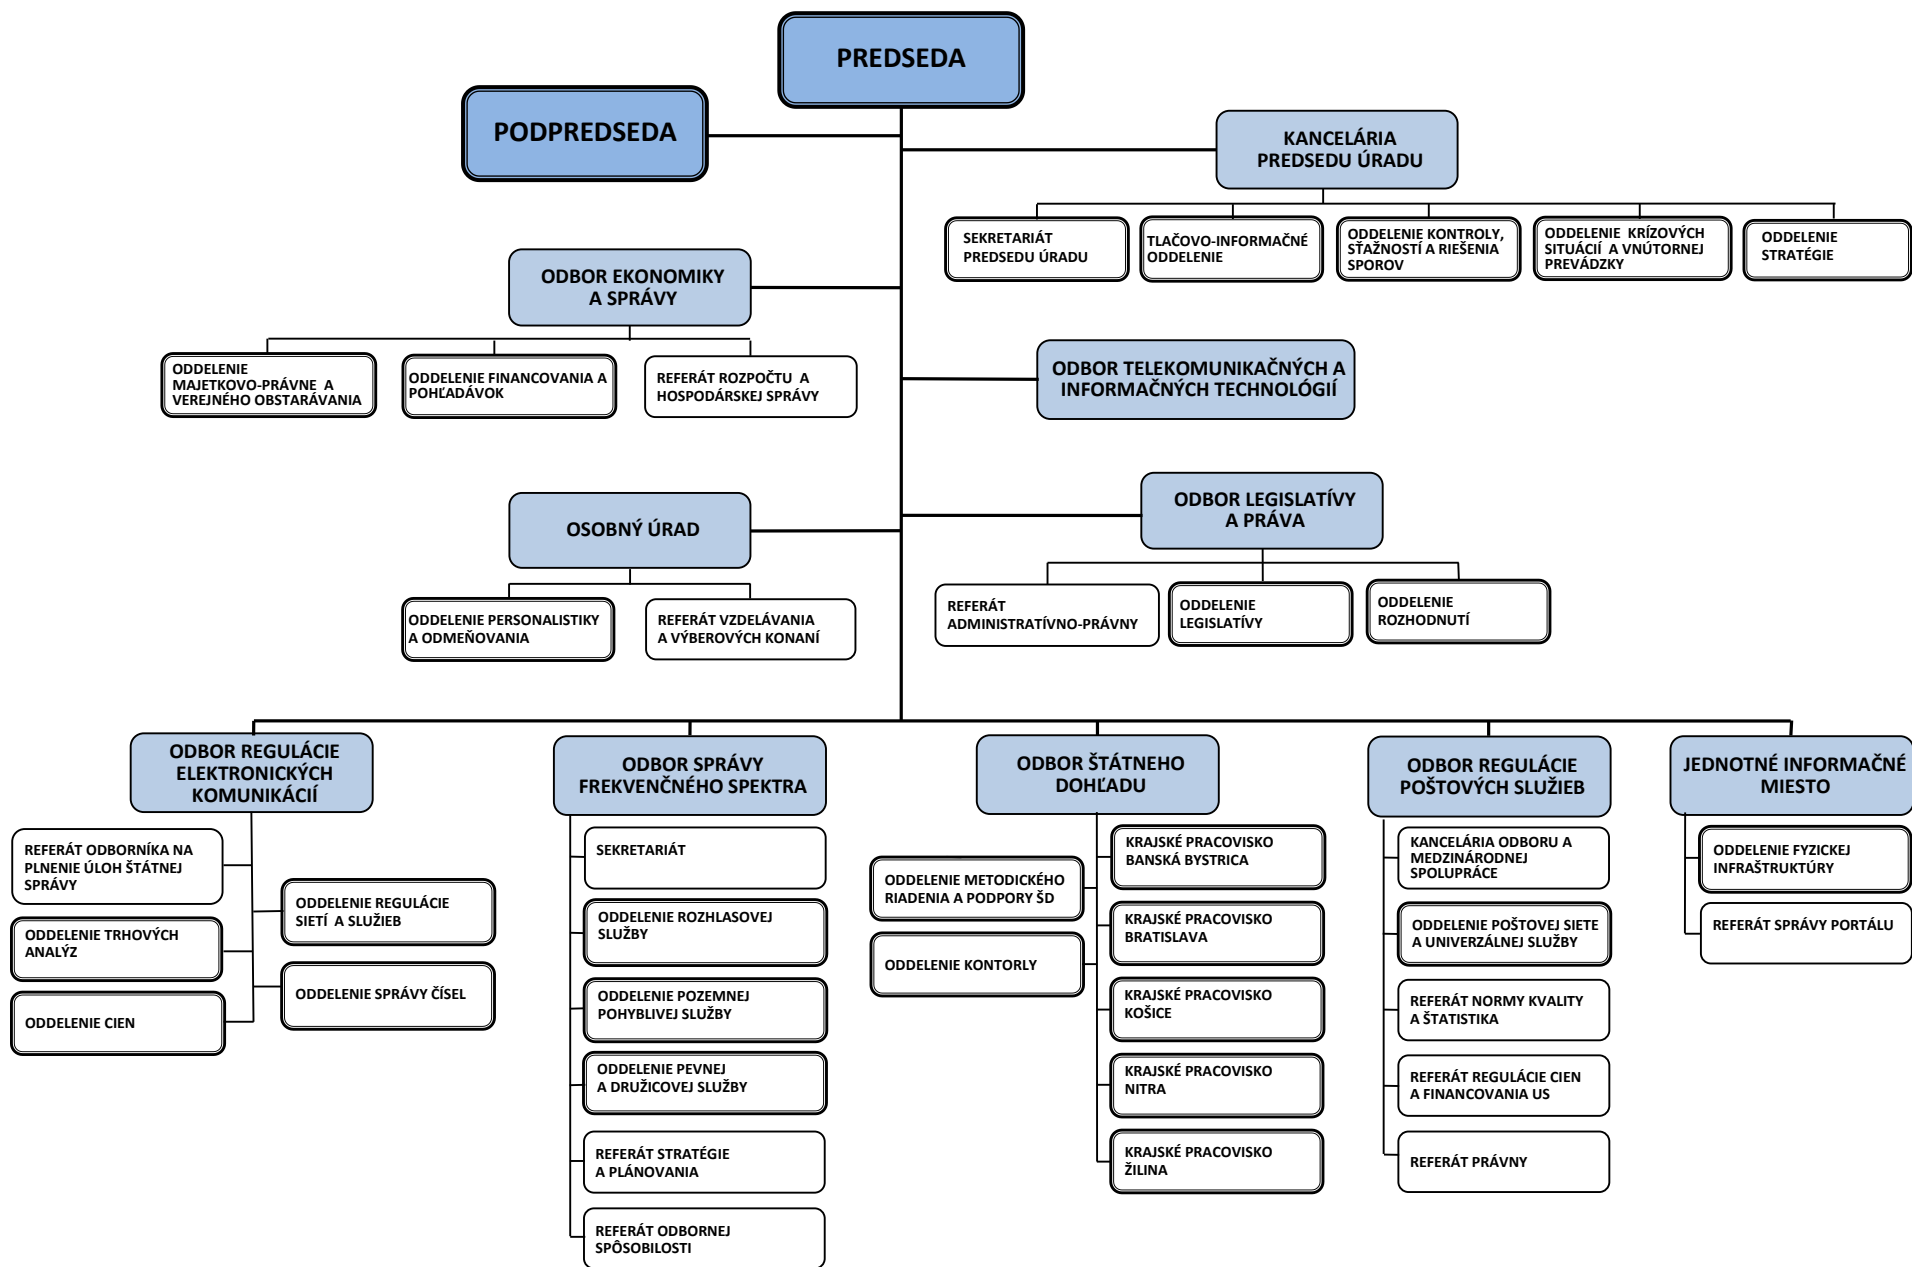 PREDSEDA
PODPREDSEDA
KANCELÁRIA
PREDSEDU ÚRADU
SEKRETARIÁT
PREDSEDU ÚRADU
TLAČOVO-INFORMAČNÉ
ODDELENIE
ODDELENIE KONTROLY,
SŤAŽNOSTÍ A RIEŠENIA
SPOROV
ODDELENIE KRÍZOVÝCH
SITUÁCIÍ A VNÚTORNEJ
PREVÁDZKY
ODDELENIE
STRATÉGIE
ODBOR EKONOMIKY
A SPRÁVY
ODDELENIE
MAJETKOVO-PRÁVNE A
VEREJNÉHO OBSTARÁVANIA
ODDELENIE FINANCOVANIA A
POHĽADÁVOK
REFERÁT ROZPOČTU A
HOSPODÁRSKEJ SPRÁVY
ODBOR TELEKOMUNIKAČNÝCH A
INFORMAČNÝCH TECHNOLÓGIÍ
OSOBNÝ ÚRAD
ODDELENIE PERSONALISTIKY
A ODMEŇOVANIA
REFERÁT VZDELÁVANIA
A VÝBEROVÝCH KONANÍ
ODBOR LEGISLATÍVY
A PRÁVA
REFERÁT
ADMINISTRATÍVNO-PRÁVNY
ODDELENIE
LEGISLATÍVY
ODDELENIE
ROZHODNUTÍ
ODBOR REGULÁCIE
ELEKTRONICKÝCH
KOMUNIKÁCIÍ
REFERÁT ODBORNÍKA NA
PLNENIE ÚLOH ŠTÁTNEJ
SPRÁVY
ODDELENIE REGULÁCIE
SIETÍ A SLUŽIEB
ODDELENIE TRHOVÝCH
ANALÝZ
ODDELENIE SPRÁVY ČÍSEL
ODDELENIE CIEN
ODBOR SPRÁVY
FREKVENČNÉHO SPEKTRA
SEKRETARIÁT
ODDELENIE ROZHLASOVEJ
SLUŽBY
ODDELENIE POZEMNEJ
POHYBLIVEJ SLUŽBY
ODDELENIE PEVNEJ
A DRUŽICOVEJ SLUŽBY
REFERÁT STRATÉGIE
A PLÁNOVANIA
REFERÁT ODBORNEJ
SPÔSOBILOSTI
ODBOR ŠTÁTNEHO
DOHĽADU
ODDELENIE METODICKÉHO
RIADENIA A PODPORY ŠD
ODDELENIE KONTORLY
KRAJSKÉ PRACOVISKO
BANSKÁ BYSTRICA
KRAJSKÉ PRACOVISKO
BRATISLAVA
KRAJSKÉ PRACOVISKO
KOŠICE
KRAJSKÉ PRACOVISKO
NITRA
KRAJSKÉ PRACOVISKO
ŽILINA
ODBOR REGULÁCIE
POŠTOVÝCH SLUŽIEB
KANCELÁRIA ODBORU A
MEDZINÁRODNEJ
SPOLUPRÁCE
ODDELENIE POŠTOVEJ SIETE
A UNIVERZÁLNEJ SLUŽBY
REFERÁT NORMY KVALITY
A ŠTATISTIKA
REFERÁT REGULÁCIE CIEN
A FINANCOVANIA US
REFERÁT PRÁVNY
JEDNOTNÉ INFORMAČNÉ
MIESTO
ODDELENIE FYZICKEJ
INFRAŠTRUKTÚRY
REFERÁT SPRÁVY PORTÁLU